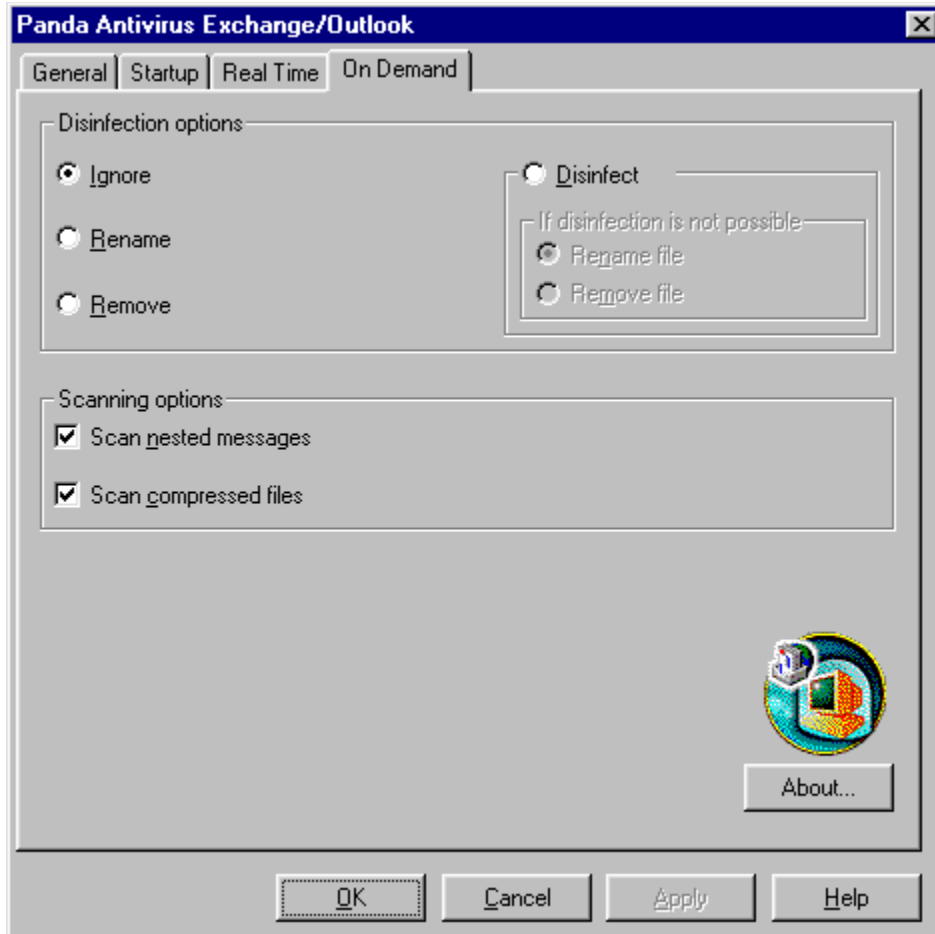 Panda Antivirus Exchange/Outlook
General Startup Real Time On Demand
Disinfection options
Ignore
Rename
Remove
Disinfect
If disinfection is not possible
Rename file
Remove file
Scanning options
Scan nested messages
Scan compressed files
About...
OK Cancel Apply Help